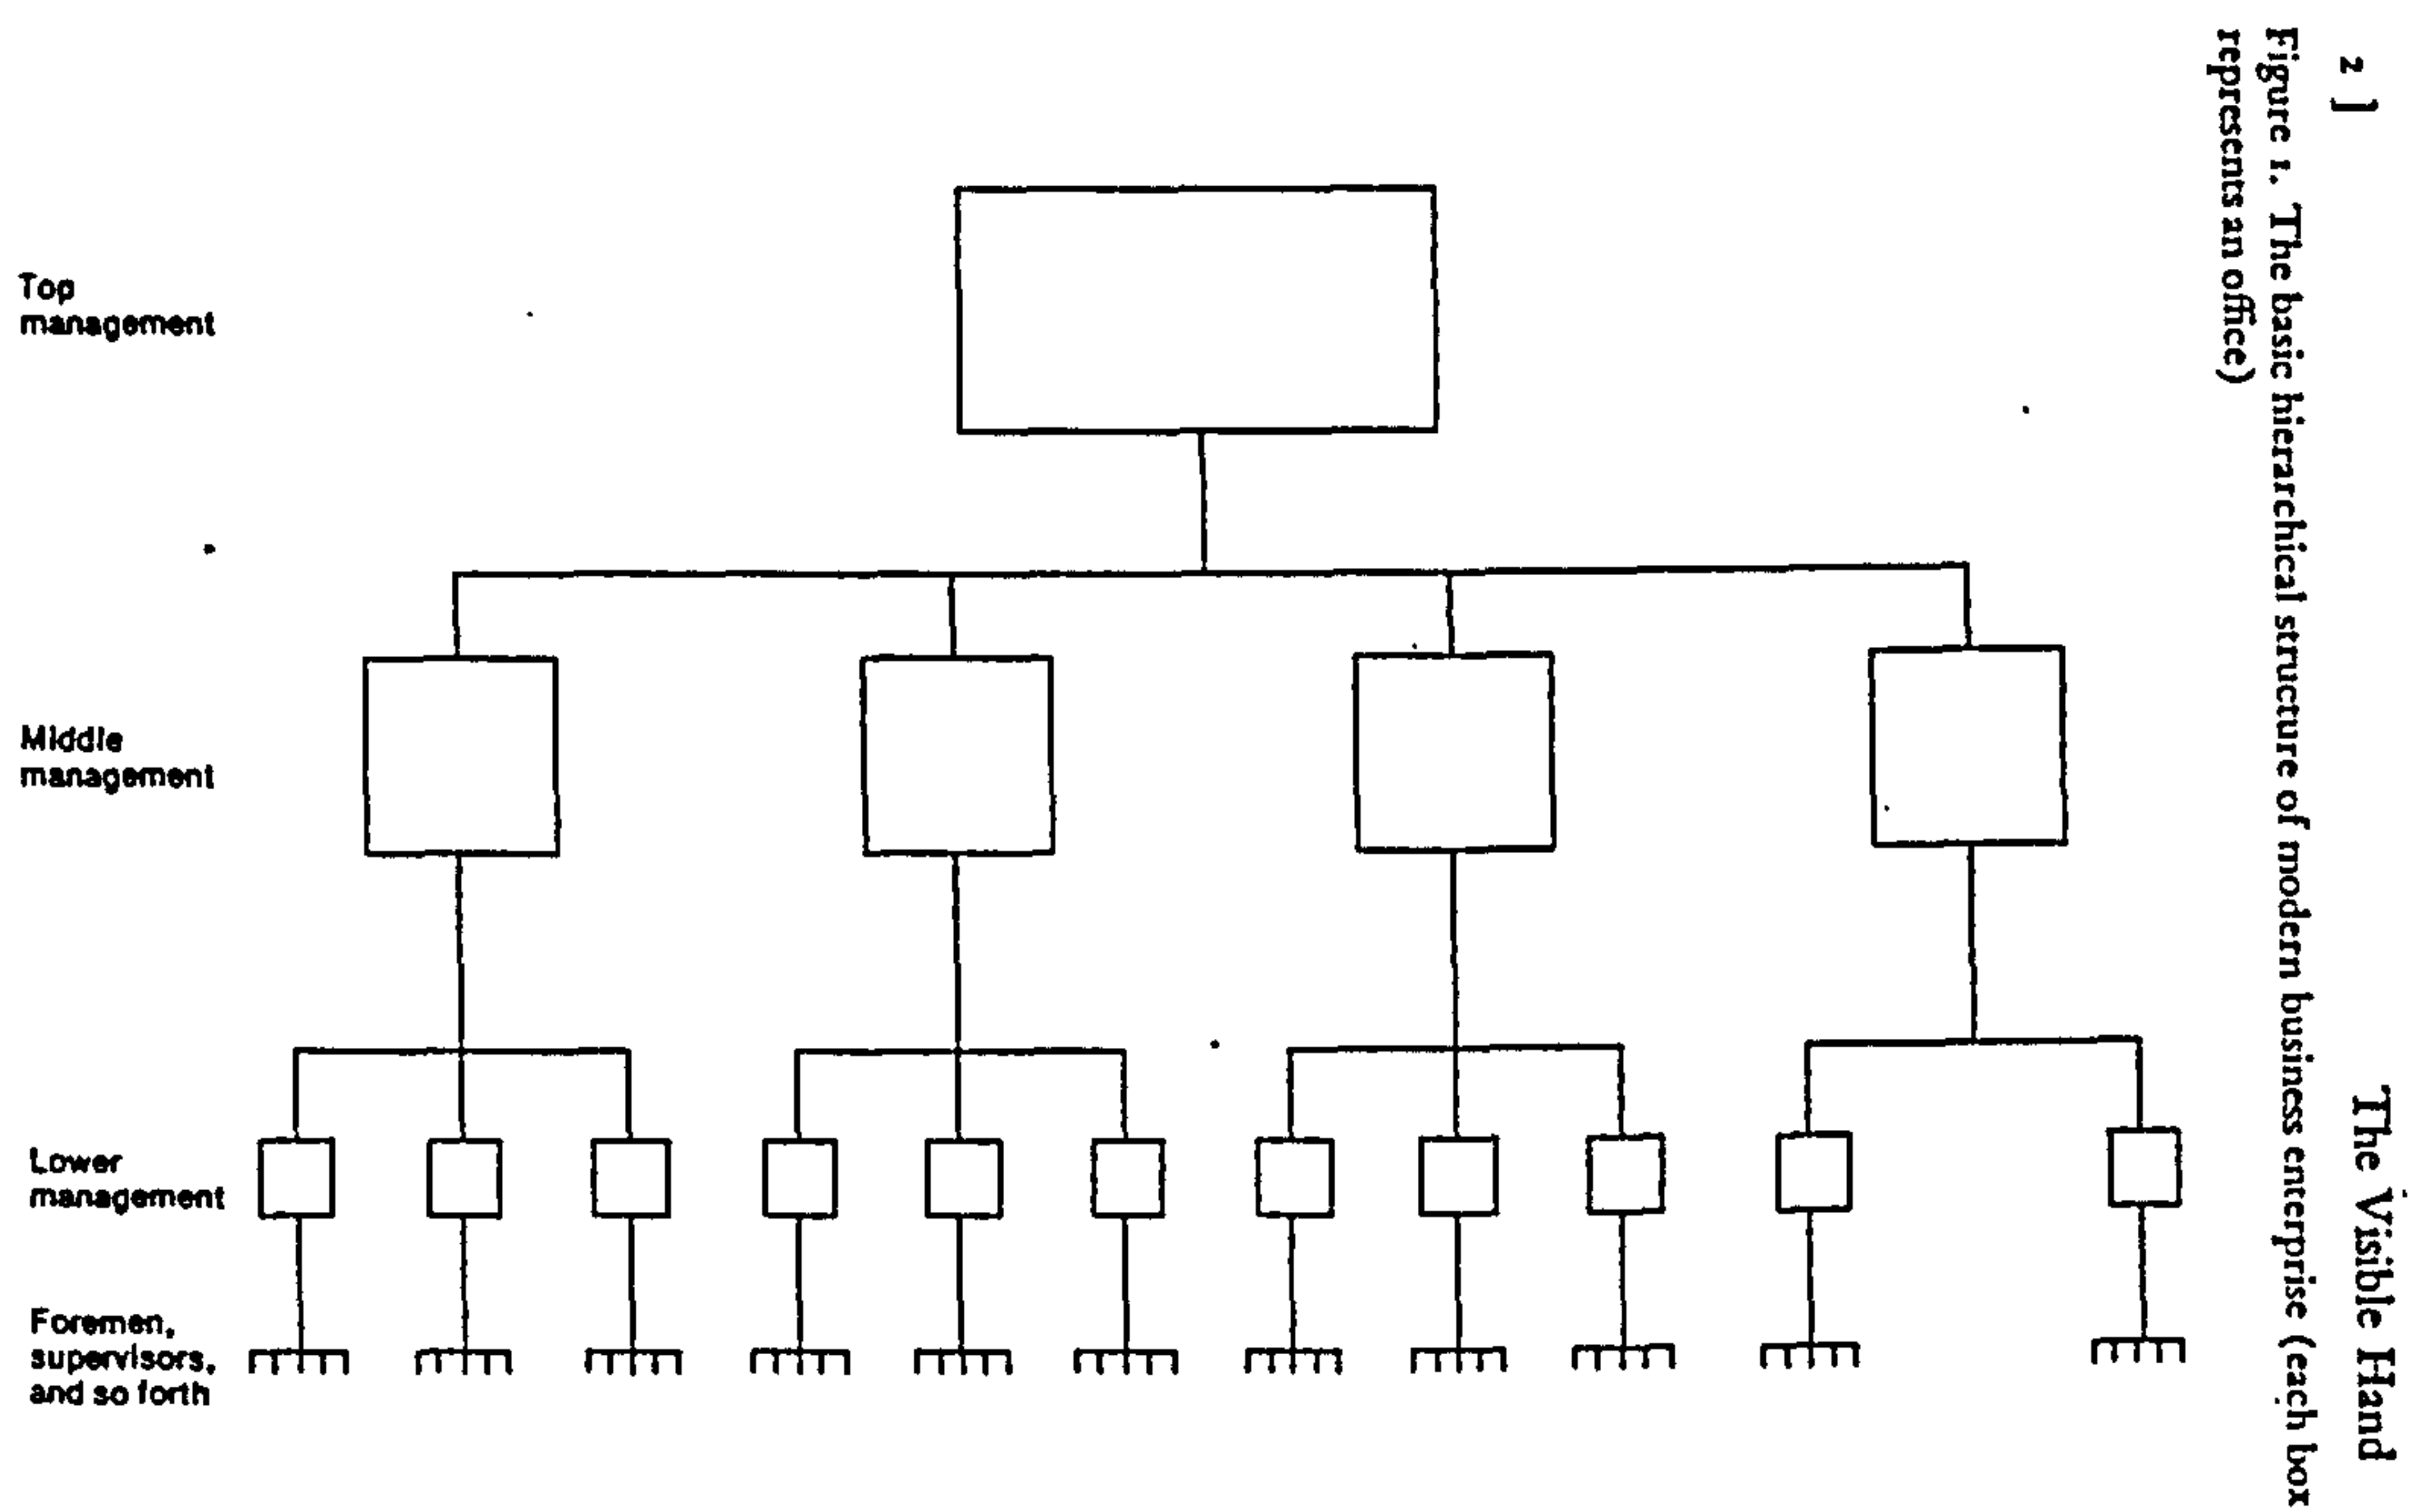 2 ]
The Visible Hand
Figure 1. The basic hierarchical structure of modern business enterprise (each box
represents an office)
Top
management
Middle
management
Lower
management
Foremen,
supervisors,
and so forth